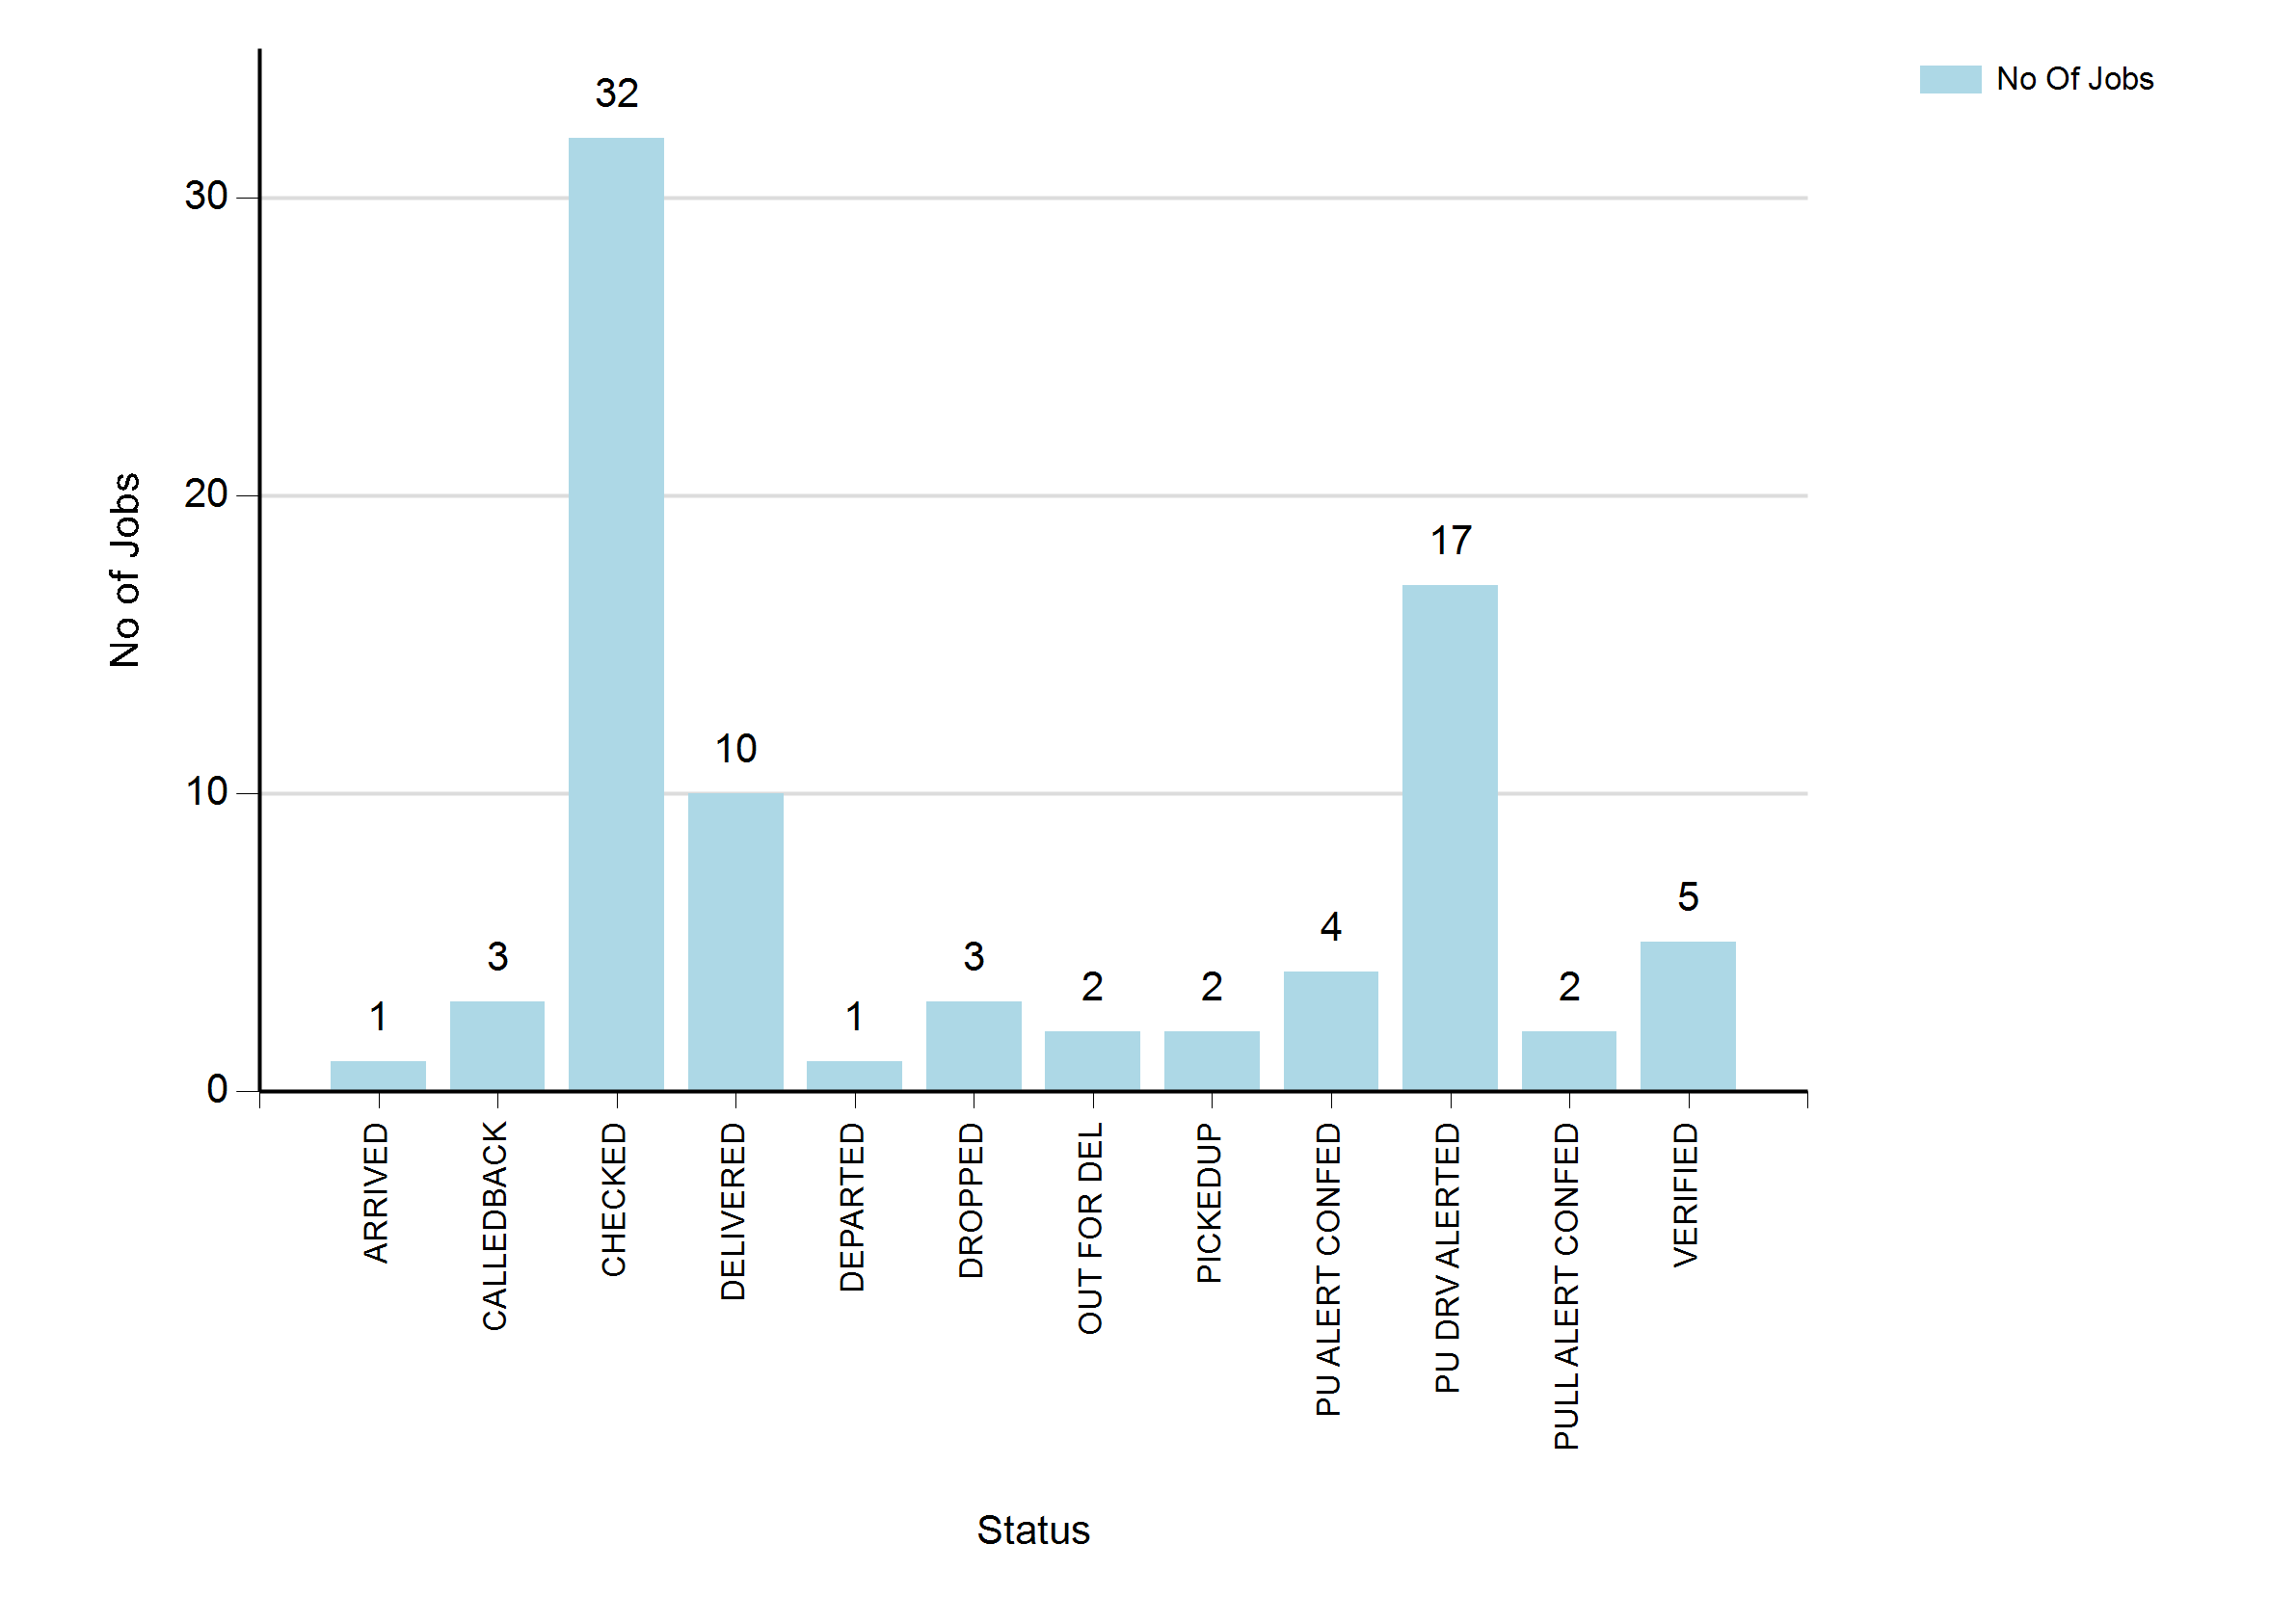 No Of Jobs
32
30
20
17
10
10
5
4
3
3
2
2
2
1
1
0
No of Jobs
ARRIVED
CALLEDBACK
CHECKED
DELIVERED
DEPARTED
DROPPED
OUT FOR DEL
PICKEDUP
PU ALERT CONFED
PU DRV ALERTED
PULL ALERT CONFED
VERIFIED
Status